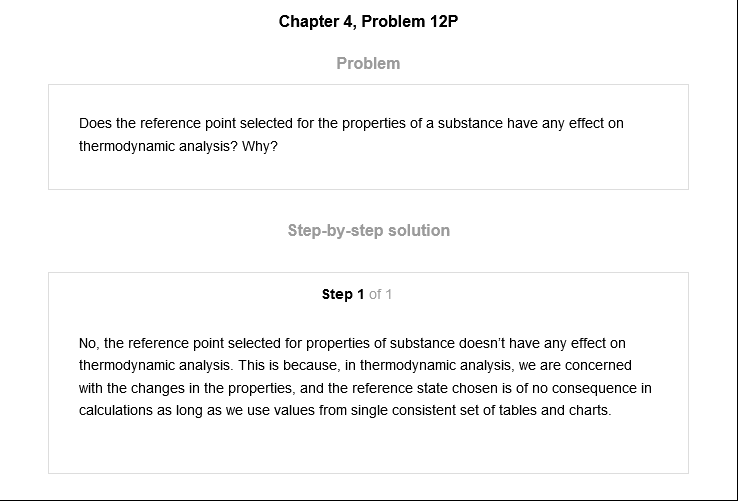 Chapter 4, Problem 12P
Problem
Does the reference point selected for the properties of a substance have any effect on
thermodynamic analysis? Why?
Step-by-step solution
Step 1 of 1
No, the reference point selected for properties of substance doesn't have any effect on
thermodynamic analysis. This is because, in thermodynamic analysis, we are concerned
with the changes in the properties, and the reference state chosen is of no consequence in
calculations as long as we use values from single consistent set of tables and charts.